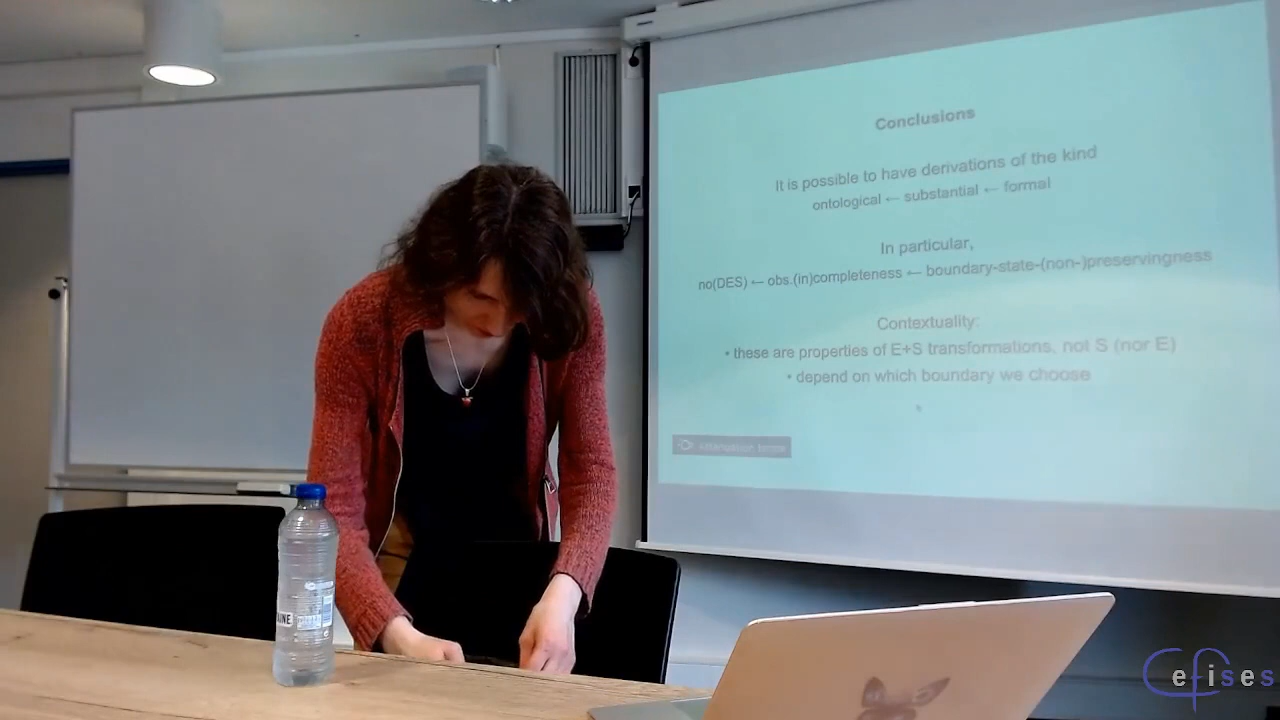 Conclusions
It is possible to have derivations of the kind
ontological ← substantial ← formal
In particular,
no(DES) ← obs.(in)completeness ← boundary-state-(non-)preservingness
Contextuality:
• these are properties of E+S transformations, not S (nor E)
• depend on which boundary we choose
efises